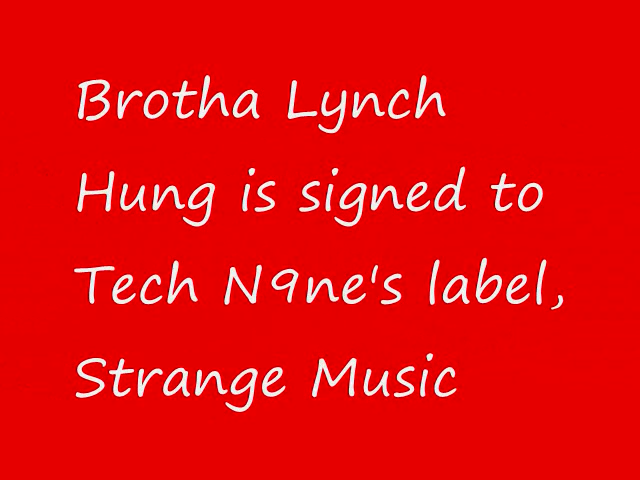 Brotha Lynch
Hung is signed to
Tech N9ne's label,
Strange Music